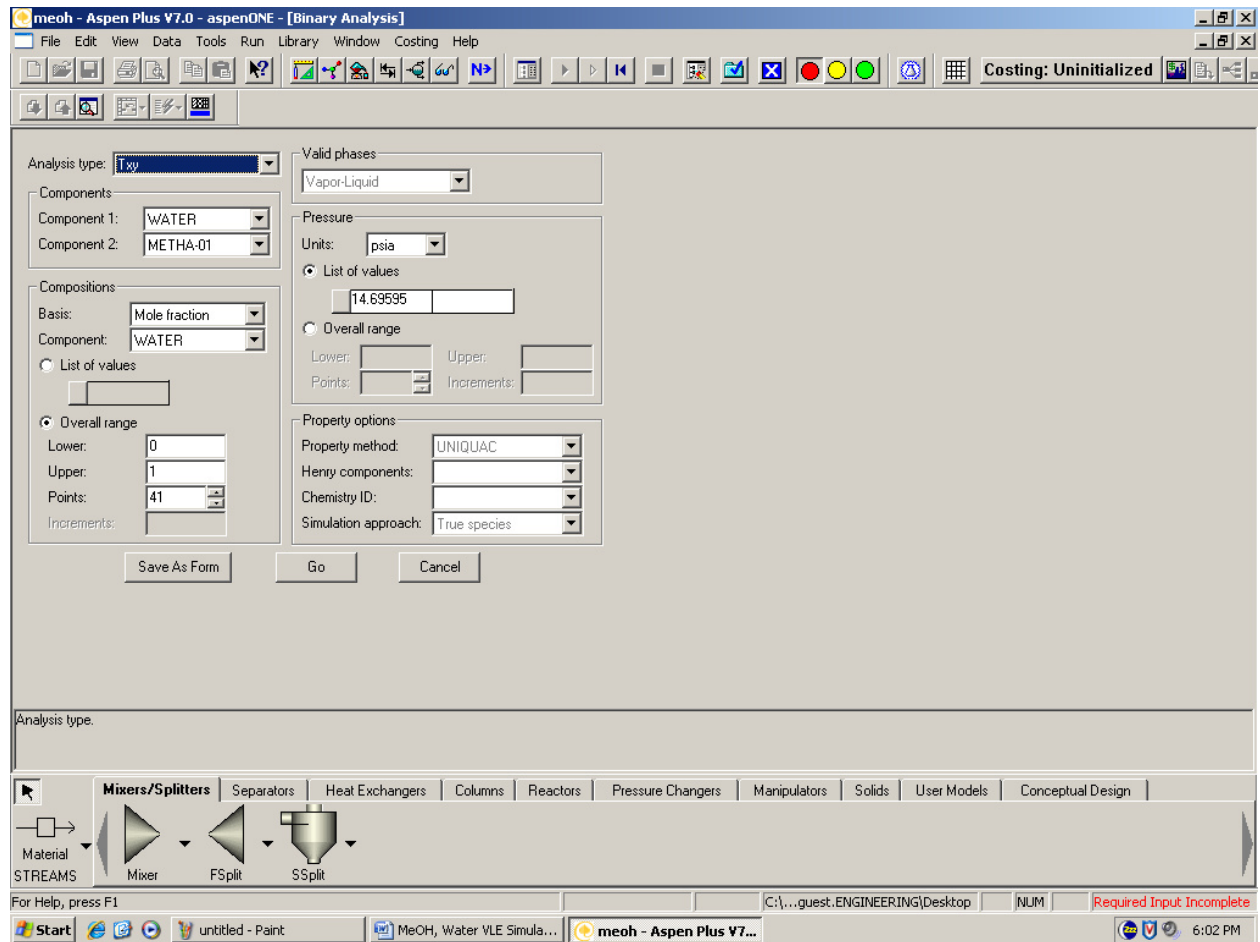 meoh - Aspen Plus V7.0 - aspenONE - [Binary Analysis]
File Edit View Data Tools Run Library Window Costing Help
N→ Costing: Uninitialized
Analysis type: Txy
Components
Component 1: WATER
Component 2: METHA-01
Compositions
Basis: Mole fraction
Component: WATER
List of values
Overall range
Lower: 0
Upper: 1
Points: 41
Increments:
Valid phases
Vapor-Liquid
Pressure
Units: psia
List of values
14.69595
Overall range
Lower: Upper:
Points: Increments:
Property options
Property method: UNIQUAC
Henry components:
Chemistry ID:
Simulation approach: True species
Save As Form Go Cancel
Analysis type.
Mixers/Splitters Separators Heat Exchangers Columns Reactors Pressure Changers Manipulators Solids User Models Conceptual Design
Material
STREAMS Mixer FSplit SSplit
For Help, press F1 C:\...guest.ENGINEERING\Desktop NUM Required Input Incomplete
Start untitled - Paint MeOH, Water VLE Simula... meoh - Aspen Plus V7... 6:02 PM